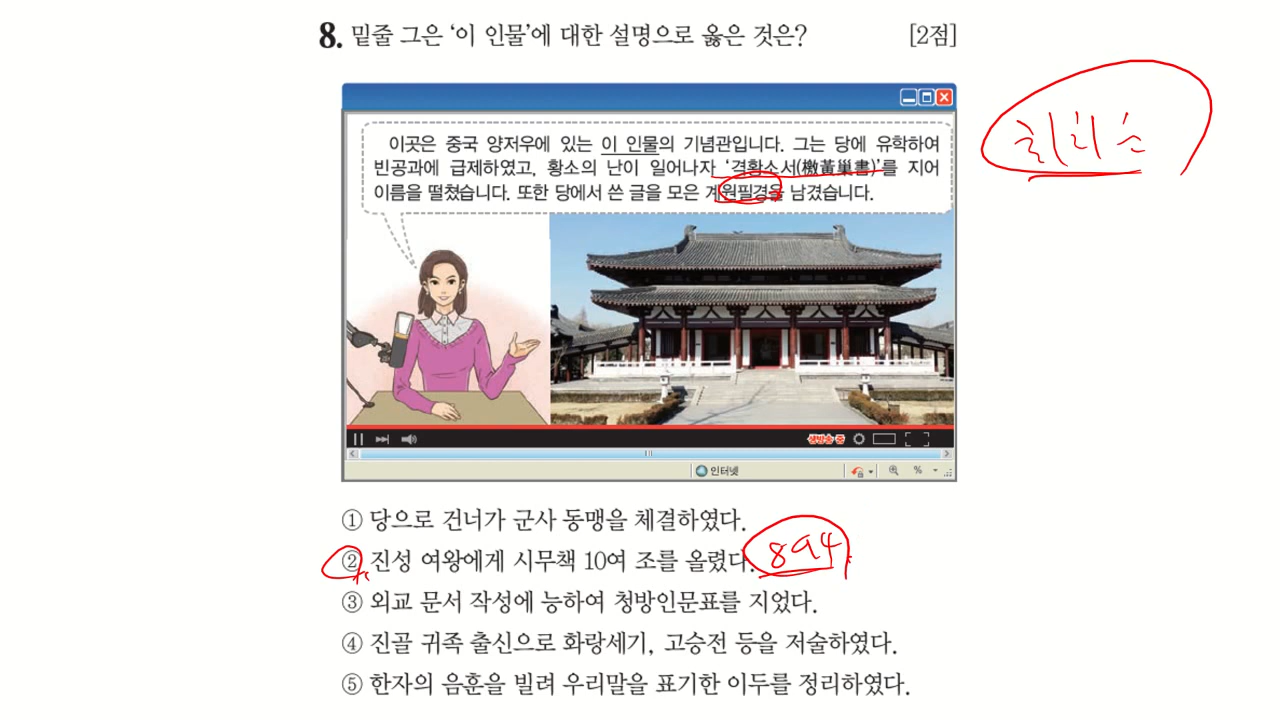 8. 밑줄 그은 ‘이 인물’에 대한 설명으로 옳은 것은? [2점]
이곳은 중국 양저우에 있는 이 인물의 기념관입니다. 그는 당에 유학하여
빈공과에 급제하였고, 황소의 난이 일어나자 ‘격황소서(檄黃巢書)’를 지어
이름을 떨쳤습니다. 또한 당에서 쓴 글을 모은 계원필경을 남겼습니다.
생방송 중
인터넷
%
① 당으로 건너가 군사 동맹을 체결하였다.
② 진성 여왕에게 시무책 10여 조를 올렸다. 894
③ 외교 문서 작성에 능하여 청방인문표를 지었다.
④ 진골 귀족 출신으로 화랑세기, 고승전 등을 저술하였다.
⑤ 한자의 음훈을 빌려 우리말을 표기한 이두를 정리하였다.